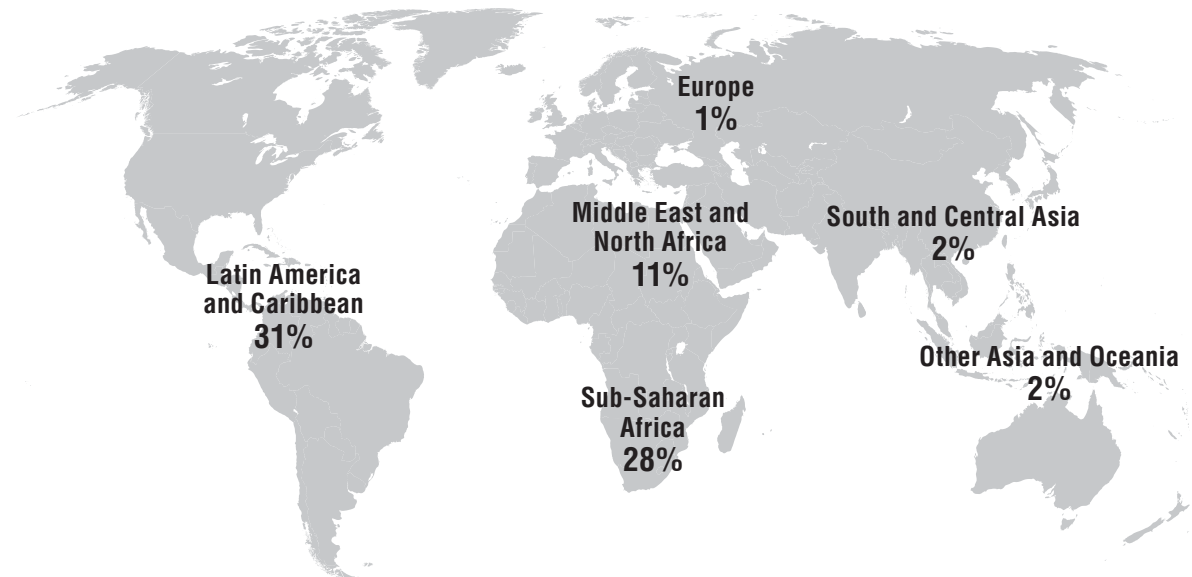 Europe
1%
Middle East and
North Africa
11%
South and Central Asia
2%
Latin America
and Caribbean
31%
Other Asia and Oceania
2%
Sub-Saharan
Africa
28%